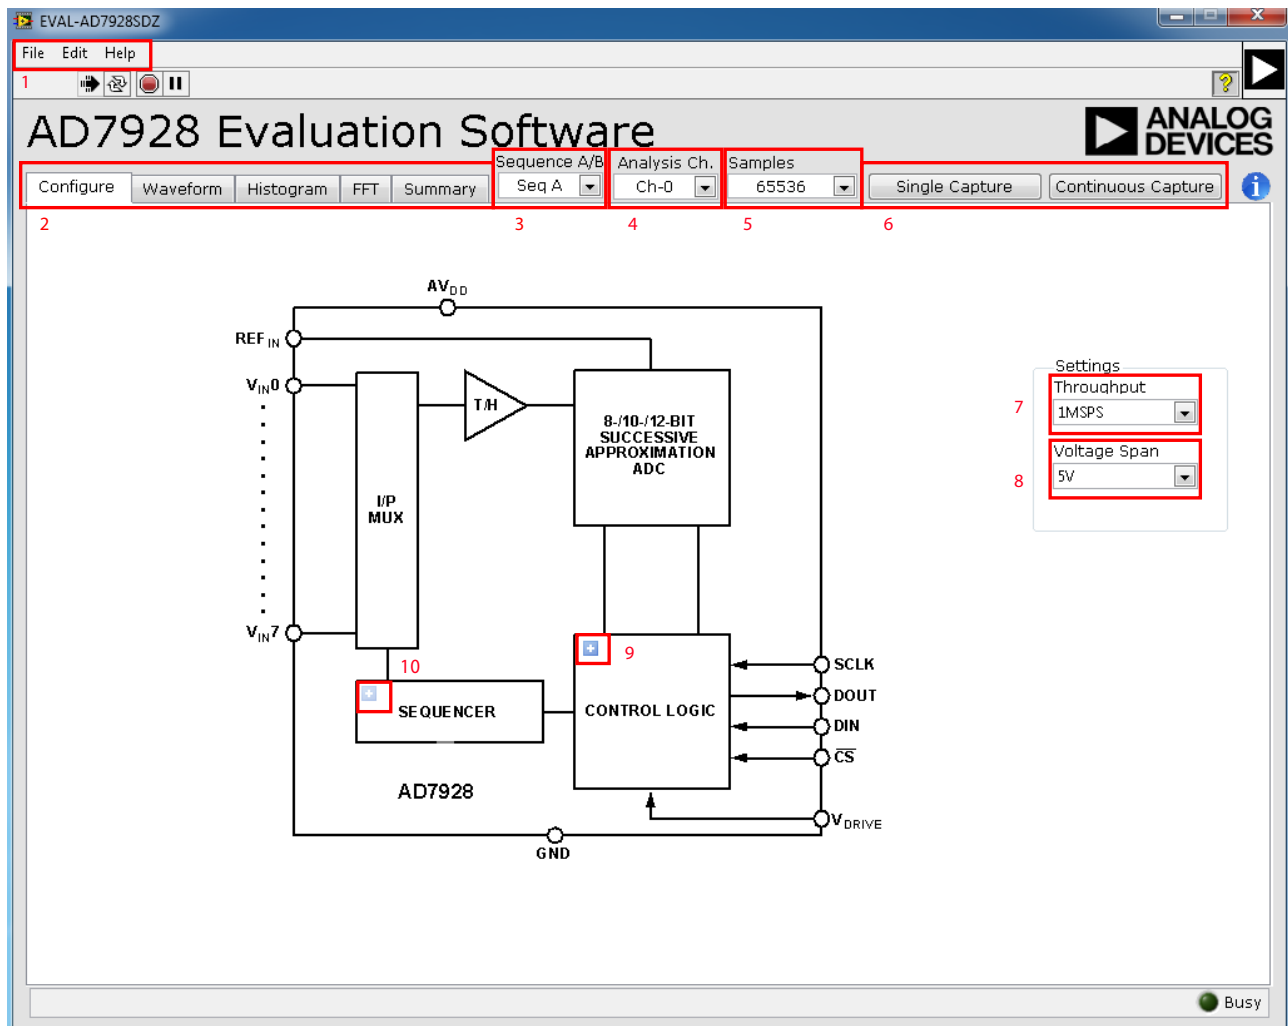 EVAL-AD7928SDZ
File Edit Help
1
AD7928 Evaluation Software
ANALOG
DEVICES
Sequence A/B Analysis Ch. Samples
Configure Waveform Histogram FFT Summary Seq A Ch-0 65536 Single Capture Continuous Capture
2 3 4 5 6
AVDD
REFIN
VIN0
T/H
8-/10-/12-BIT
SUCCESSIVE
APPROXIMATION
ADC
I/P
MUX
Settings
Throughput
7 1MSPS
Voltage Span
8 5V
VIN7
9
10
SEQUENCER
CONTROL LOGIC
SCLK
DOUT
DIN
CS
AD7928
VDRIVE
GND
Busy